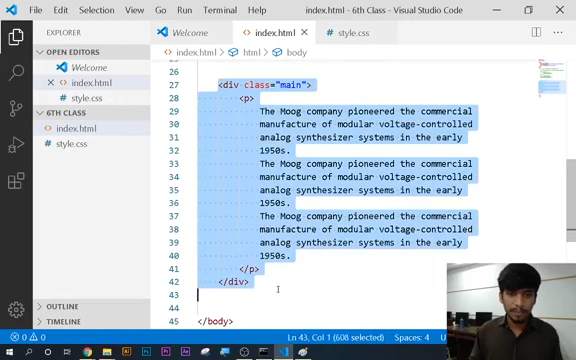 File Edit Selection View Go Run Terminal Help index.html - 6th Class - Visual Studio Code
EXPLORER
OPEN EDITORS
Welcome
index.html
style.css
6TH CLASS
index.html
style.css
OUTLINE
TIMELINE
Welcome index.html style.css
index.html > html > body
26
27 <div class="main">
28 <p>
29 The Moog company pioneered the commercial
30 manufacture of modular voltage-controlled
31 analog synthesizer systems in the early
32 1950s.
33 The Moog company pioneered the commercial
34 manufacture of modular voltage-controlled
35 analog synthesizer systems in the early
36 1950s.
37 The Moog company pioneered the commercial
38 manufacture of modular voltage-controlled
39 analog synthesizer systems in the early
40 1950s.
41 </p>
42 </div>
43
44
45 </body>
0 0 Ln 43, Col 1 (608 selected) Spaces: 4